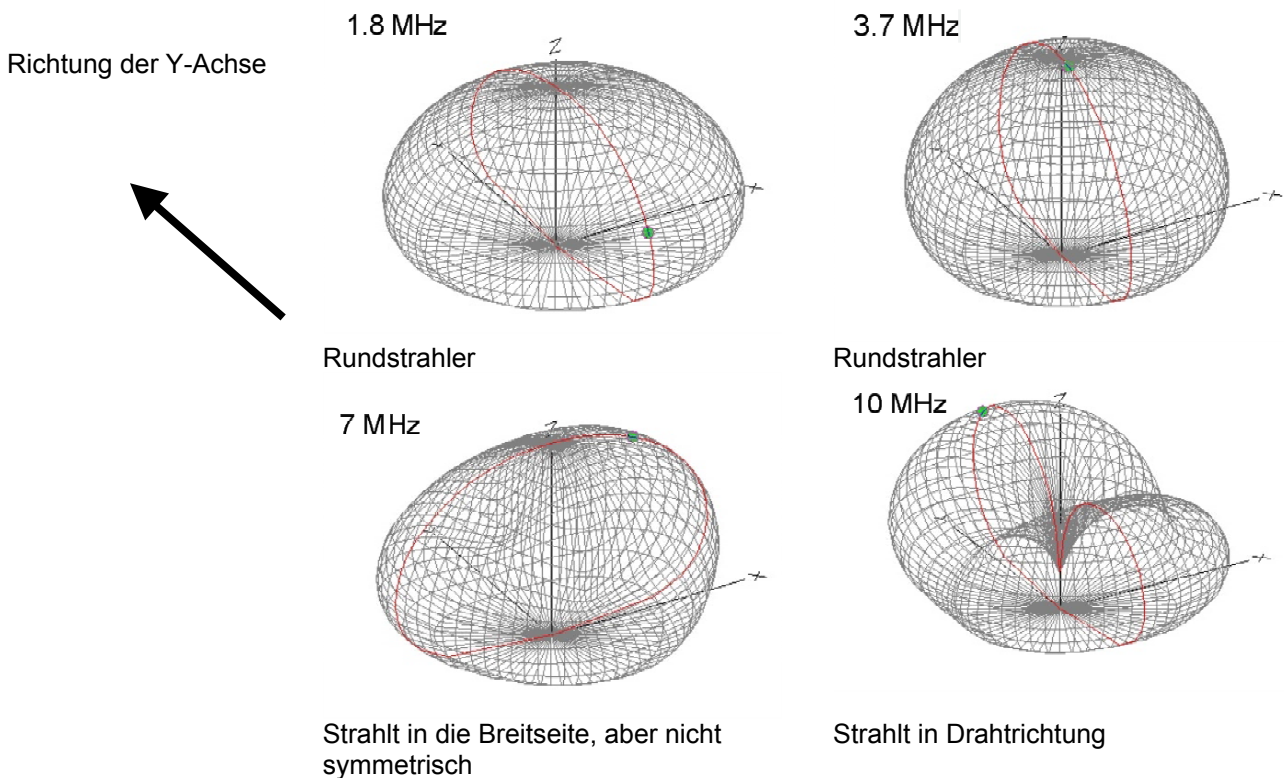 Richtung der Y-Achse
1.8 MHz
Z
X
3.7 MHz
X
Rundstrahler
Rundstrahler
7 MHz
Z
X
10 MHz
Z
X
Strahlt in die Breitseite, aber nicht
symmetrisch
Strahlt in Drahtrichtung